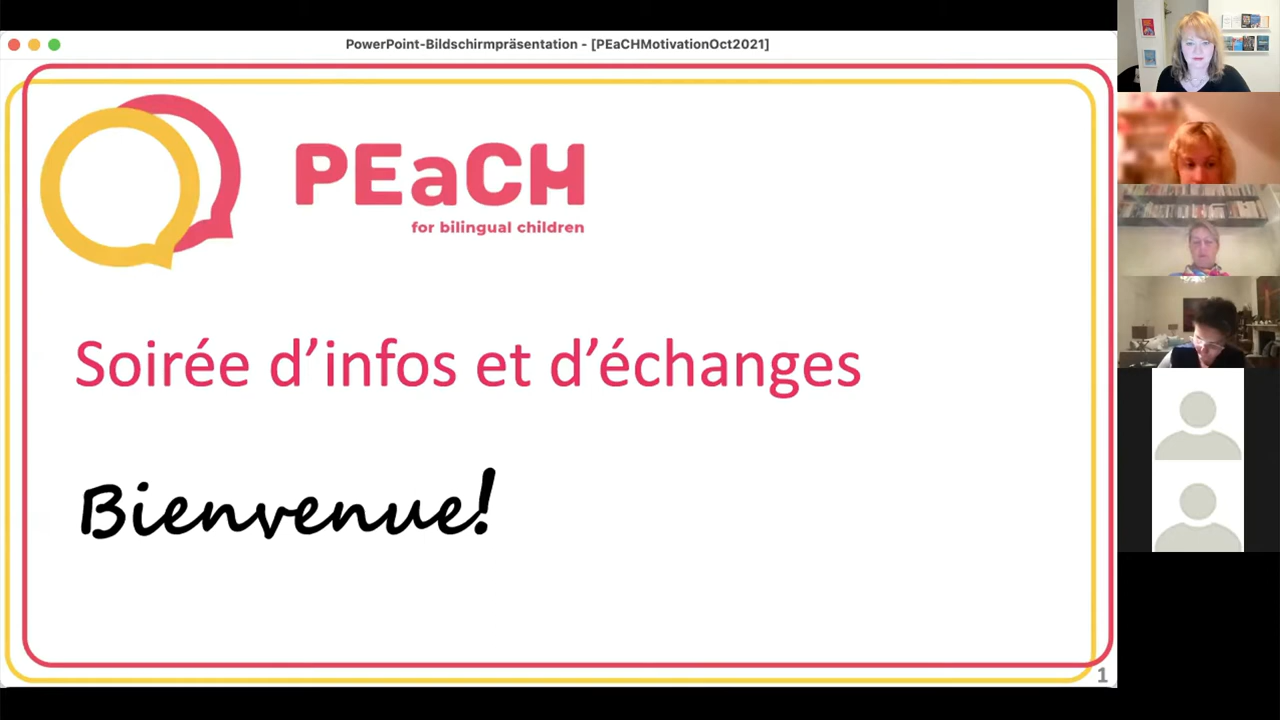 PowerPoint-Bildschirmpräsentation - [PEaCHMotivationOct2021]
PEaCH
for bilingual children
Soirée d’infos et d’échanges
Bienvenue!
1